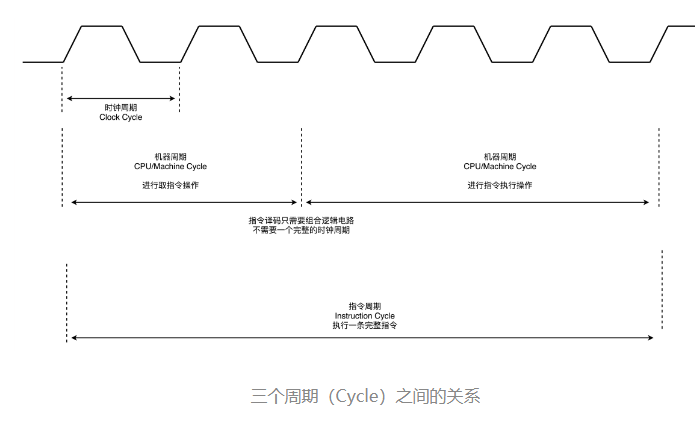 时钟周期
Clock Cycle
机器周期
CPU/Machine Cycle
进行取指令操作
机器周期
CPU/Machine Cycle
进行指令执行操作
指令译码只需要组合逻辑电路
不需要一个完整的时钟周期
指令周期
Instruction Cycle
执行一条完整指令
三个周期（Cycle）之间的关系